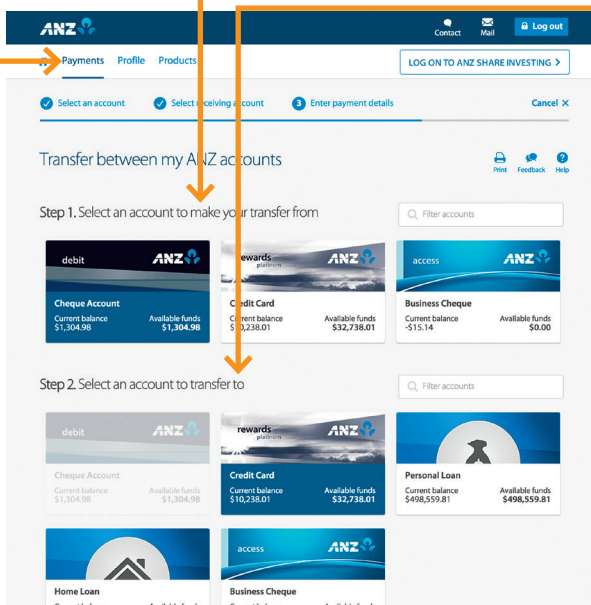 ANZ
Contact Mail Log out
Payments Profile Products
LOG ON TO ANZ SHARE INVESTING >
Select an account Select receiving account 3 Enter payment details Cancel ×
Transfer between my ANZ accounts
Print Feedback Help
Step 1. Select an account to make your transfer from
Filter accounts
debit ANZ
Cheque Account
Current balance Available funds
$1,304.98 $1,304.98
rewards
platinum
ANZ
Credit Card
Current balance Available funds
$10,238.01 $32,738.01
access ANZ
Business Cheque
Current balance Available funds
-$15.14 $0.00
Step 2. Select an account to transfer to
Filter accounts
debit ANZ
Cheque Account
Current balance Available funds
$1,304.98 $1,304.98
rewards
platinum
ANZ
Credit Card
Current balance Available funds
$10,238.01 $32,738.01
Personal Loan
Current balance Available funds
$498,559.81 $498,559.81
Home Loan
access ANZ
Business Cheque